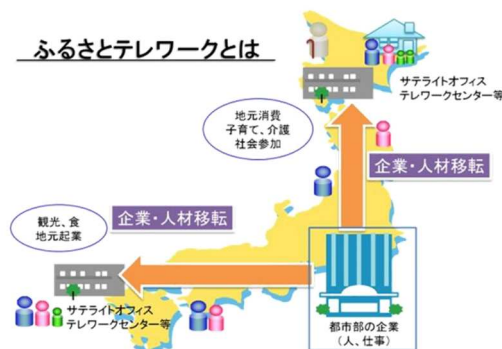 ふるさとテレワークとは
サテライトオフィス
テレワークセンター等
地元消費
子育て、介護
社会参加
企業・人材移転
企業・人材移転
観光、食
地元起業
サテライトオフィス
テレワークセンター等
都市部の企業
（人、仕事）